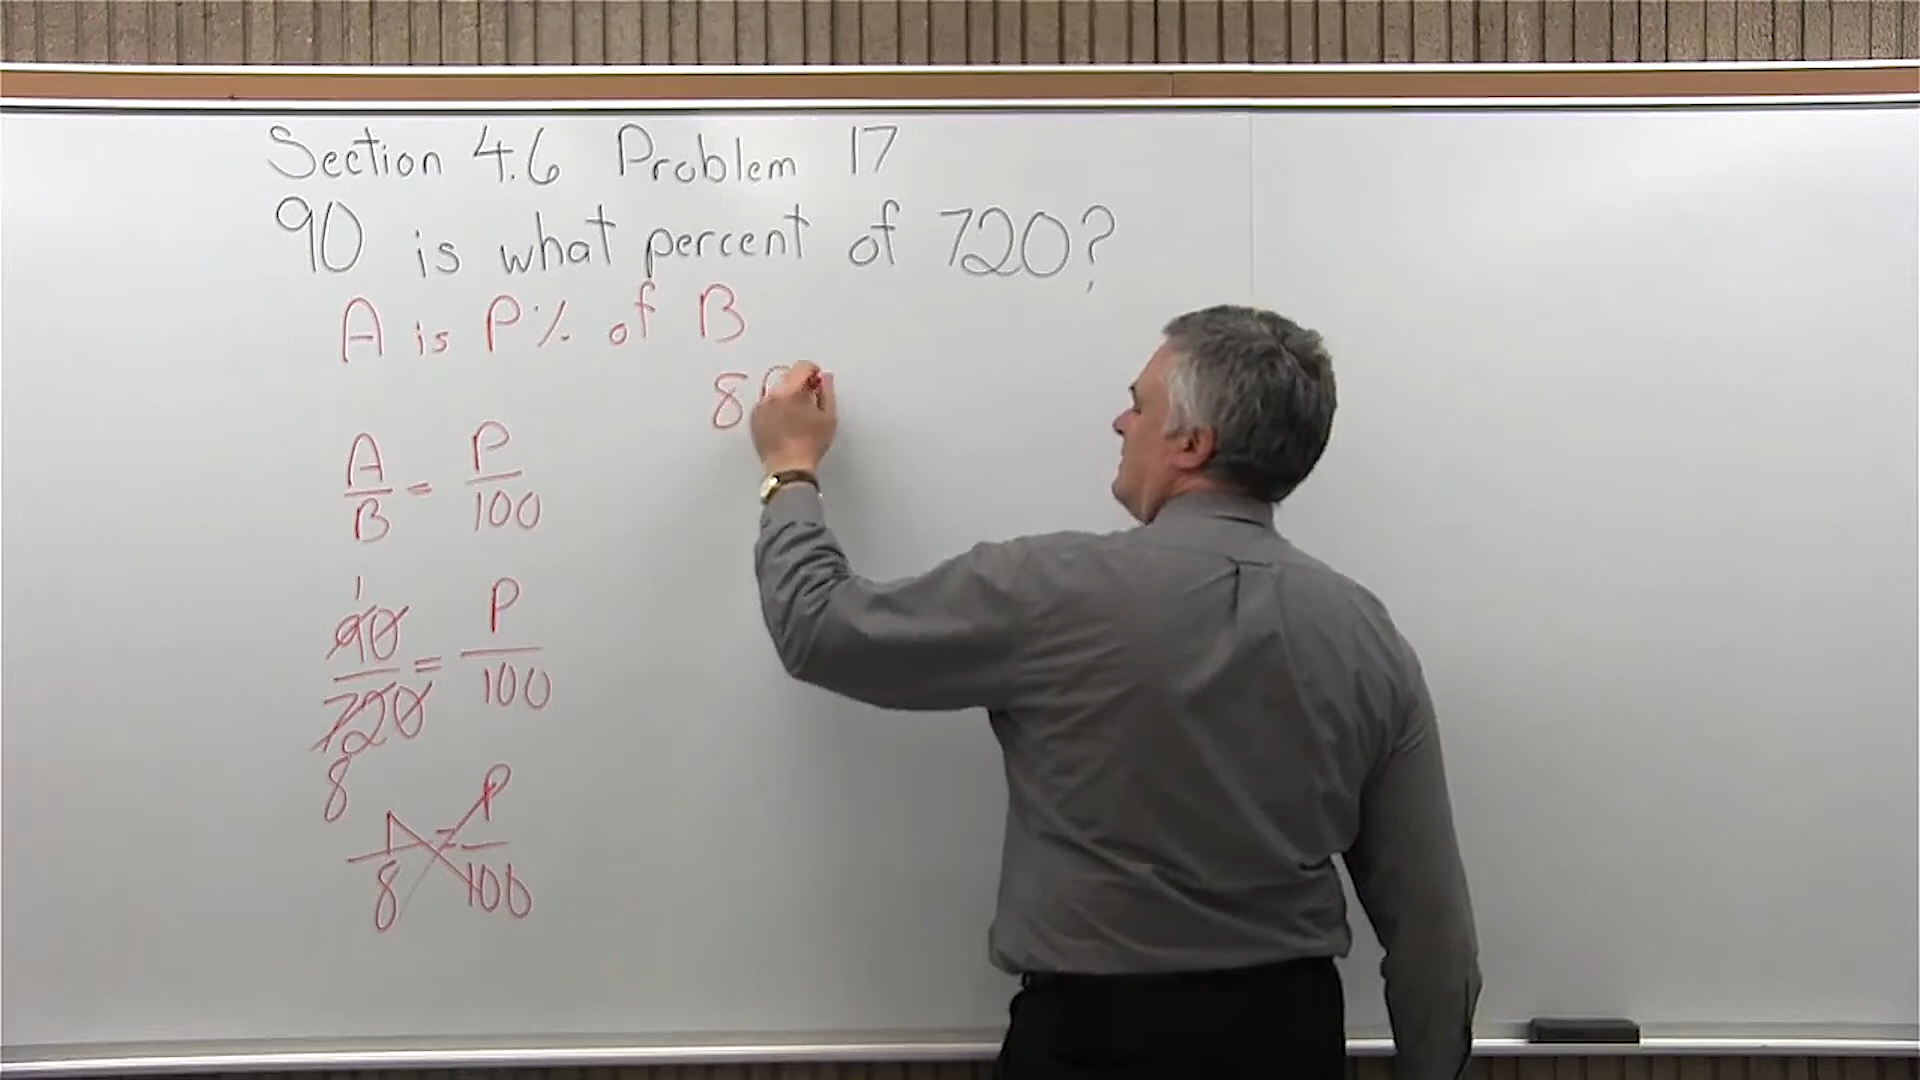 Section 4.6 Problem 17
90 is what percent of 720?
A is P% of B
8
A/B = P/100
1
90/720 = P/100
8
1/8 = P/100